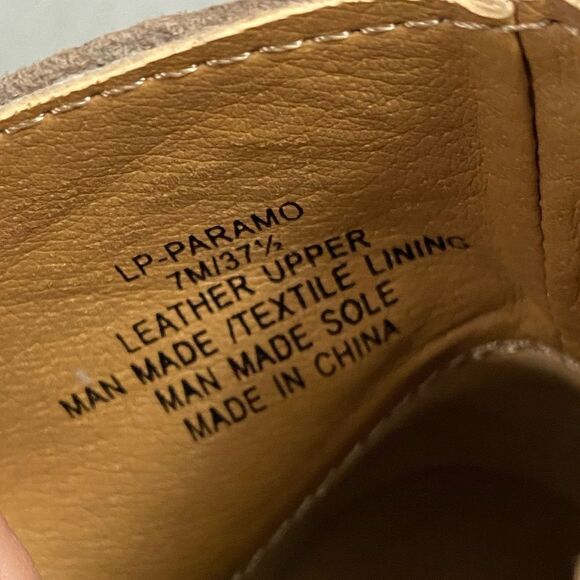 LP-PARAMO
7M/37½
LEATHER UPPER
MAN MADE /TEXTILE LINING
MAN MADE SOLE
MADE IN CHINA